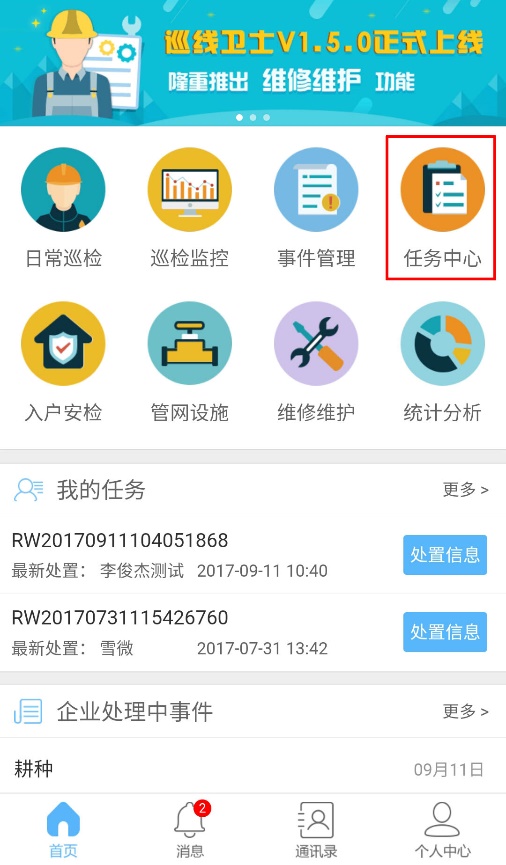 巡线卫士V1.5.0正式上线
隆重推出 维修维护 功能
日常巡检 巡检监控 事件管理 任务中心
入户安检 管网设施 维修维护 统计分析
我的任务 更多 >
RW20170911104051868
处置信息
最新处置： 李俊杰测试 2017-09-11 10:40
RW20170731115426760
处置信息
最新处置： 雪微 2017-07-31 13:42
企业处理中事件 更多 >
耕种 09月11日
2
首页 消息 通讯录 个人中心